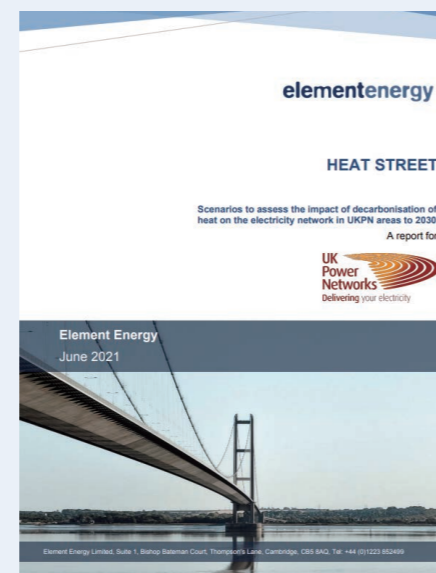 elementenergy
HEAT STREET
Scenarios to assess the impact of decarbonisation of
heat on the electricity network in UKPN areas to 2030
A report for
UK
Power
Networks
Delivering your electricity
Element Energy
June 2021
Element Energy Limited, Suite 1, Bishop Bateman Court, Thompson's Lane, Cambridge, CB5 8AQ, Tel: +44 (0)1223 852499